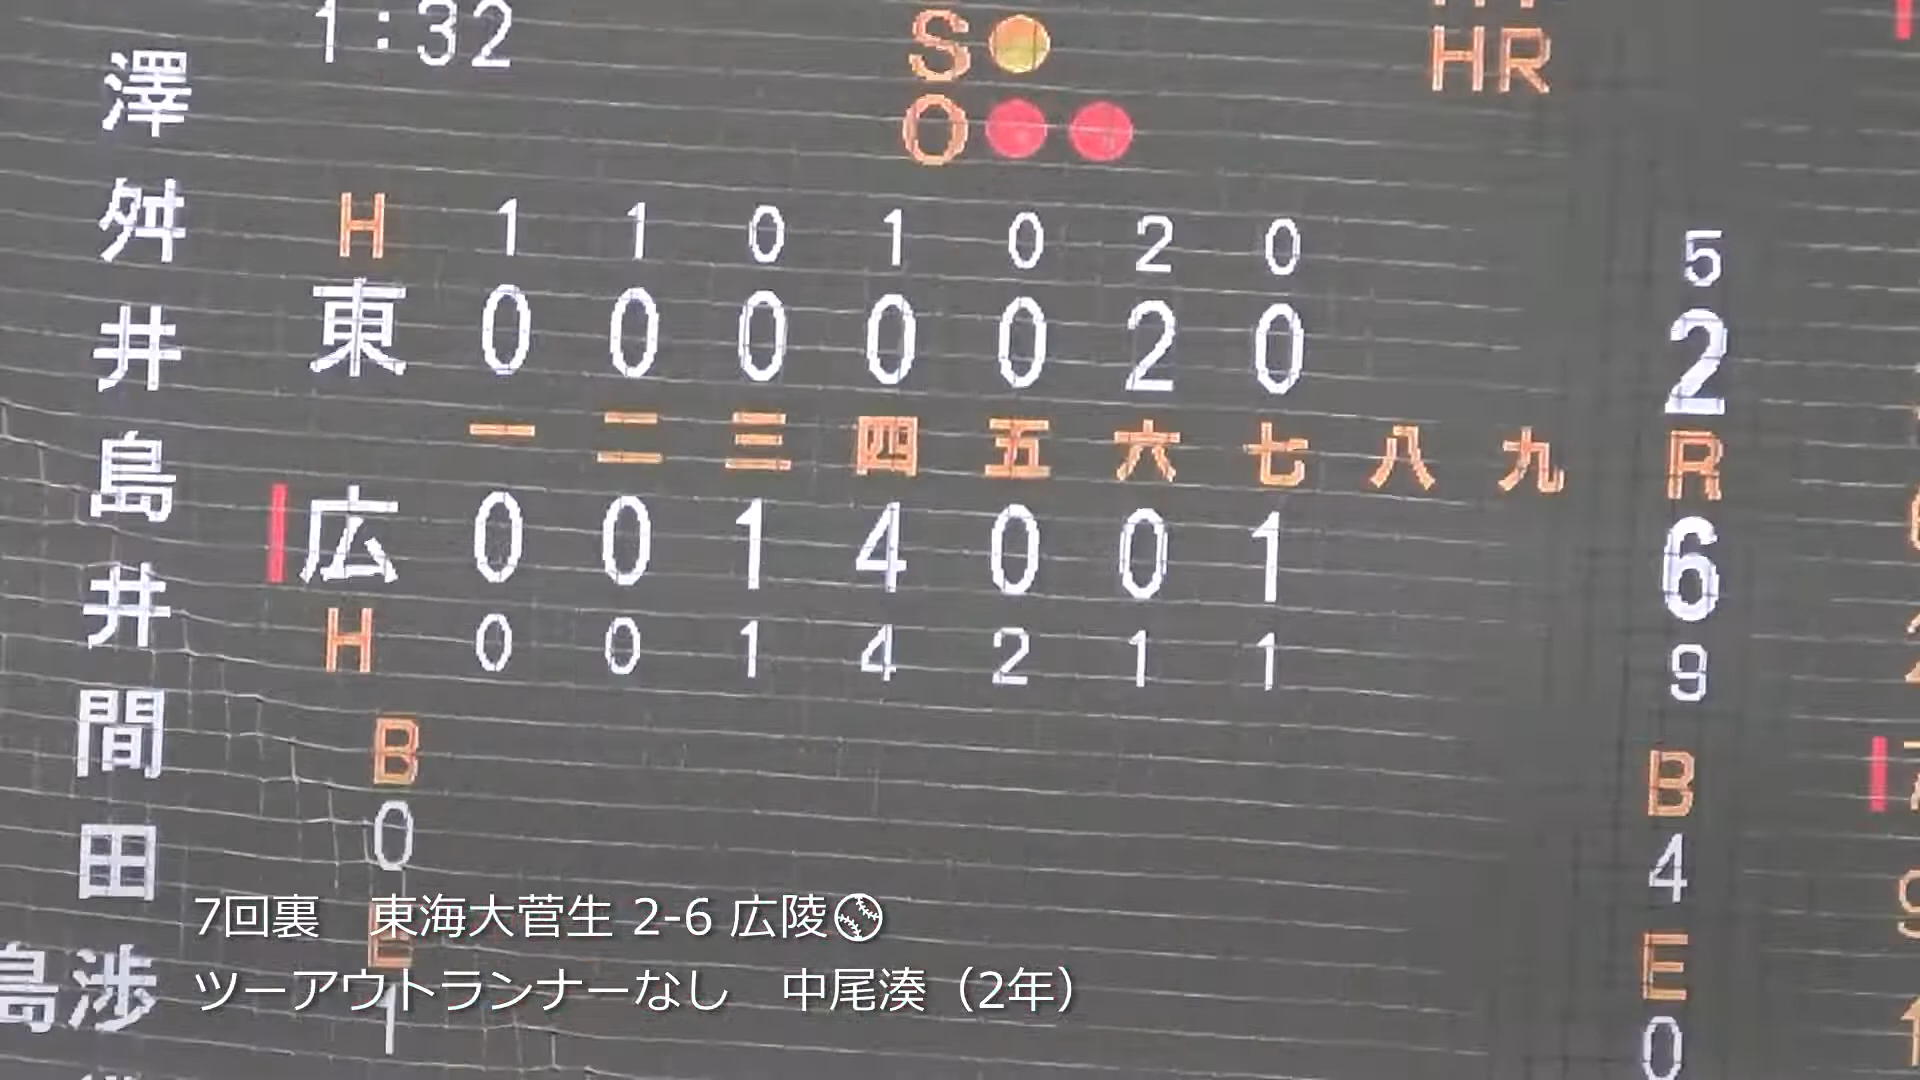 1:32
S
O
HR
澤
舛
井
島
井
間
田
島渉
H 1 1 0 1 0 2 0 5
東 0 0 0 0 0 2 0 2
一 二 三 四 五 六 七 八 九 R
広 0 0 1 4 0 0 1 6
H 0 0 1 4 2 1 1 9
B B
0 4
E E
1 0
7回裏 東海大菅生 2-6 広陵
ツーアウトランナーなし 中尾湊（2年）